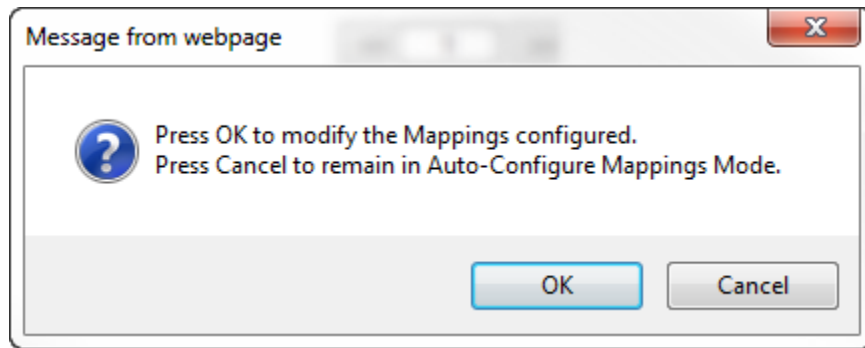 Message from webpage
Press OK to modify the Mappings configured.
Press Cancel to remain in Auto-Configure Mappings Mode.
OK
Cancel